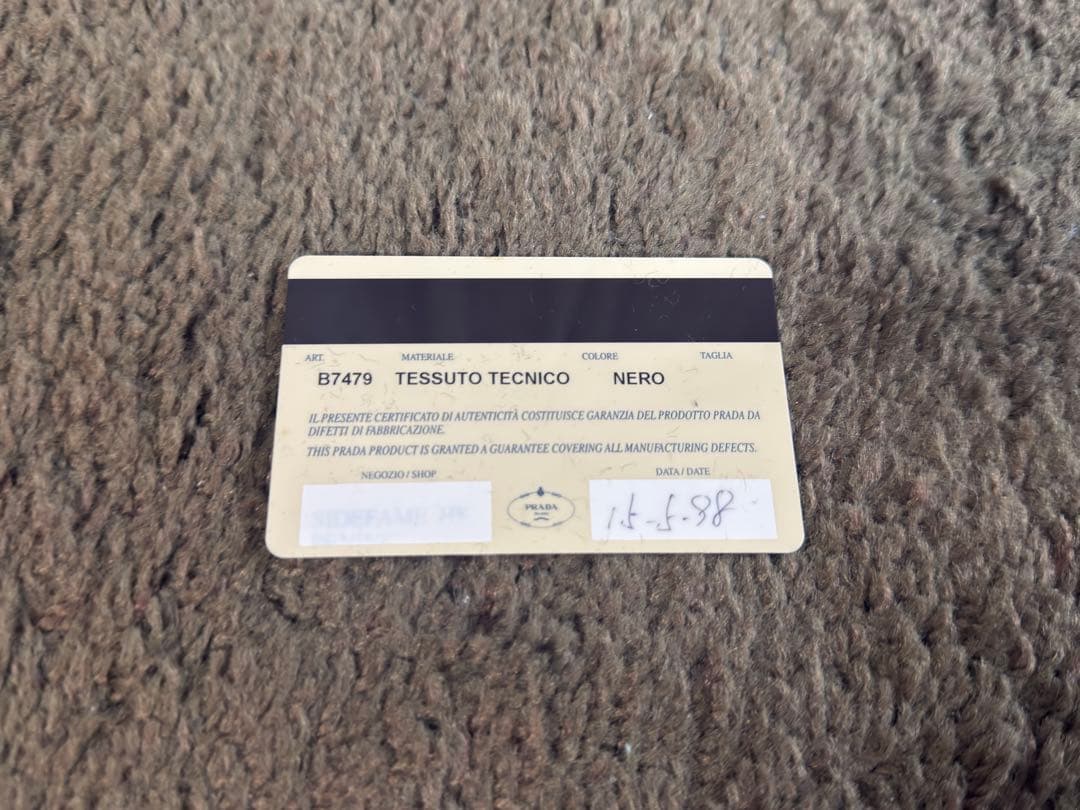 ART. MATERIALE COLORE TAGLIA
B7479 TESSUTO TECNICO NERO
IL PRESENTE CERTIFICATO DI AUTENTICITÀ COSTITUISCE GARANZIA DEL PRODOTTO PRADA DA
DIFETTI DI FABBRICAZIONE.
THIS PRADA PRODUCT IS GRANTED A GUARANTEE COVERING ALL MANUFACTURING DEFECTS.
NEGOZIO / SHOP DATA / DATE
PRADA
15-5-98